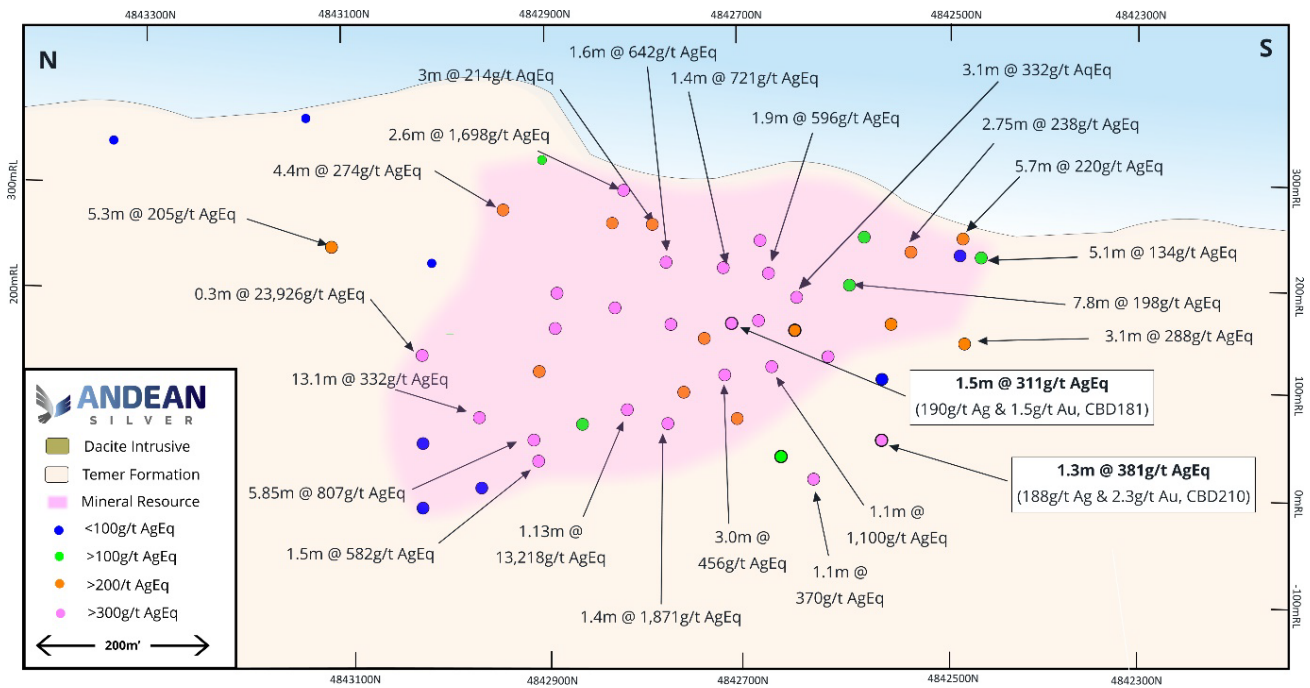 4843300N
4843100N
4842900N
4842700N
4842500N
4842300N
N
S
1.6m @ 642g/t AgEq
3m @ 214g/t AqEq
1.4m @ 721g/t AgEq
3.1m @ 332g/t AqEq
2.6m @ 1,698g/t AgEq
1.9m @ 596g/t AgEq
2.75m @ 238g/t AgEq
4.4m @ 274g/t AgEq
5.7m @ 220g/t AgEq
300mRL
300mRL
5.3m @ 205g/t AgEq
5.1m @ 134g/t AgEq
200mRL
200mRL
0.3m @ 23,926g/t AgEq
7.8m @ 198g/t AgEq
3.1m @ 288g/t AgEq
13.1m @ 332g/t AgEq
1.5m @ 311g/t AgEq
(190g/t Ag & 1.5g/t Au, CBD181)
100mRL
1.3m @ 381g/t AgEq
(188g/t Ag & 2.3g/t Au, CBD210)
0mRL
5.85m @ 807g/t AgEq
1.5m @ 582g/t AgEq
1.13m @
13,218g/t AgEq
3.0m @
456g/t AgEq
1.1m @
1,100g/t AgEq
1.1m @
370g/t AgEq
1.4m @ 1,871g/t AgEq
-100mRL
ANDEAN
SILVER
Dacite Intrusive
Temer Formation
Mineral Resource
<100g/t AgEq
>100g/t AgEq
>200/t AgEq
>300g/t AgEq
200m'
4843100N
4842900N
4842700N
4842500N
4842300N